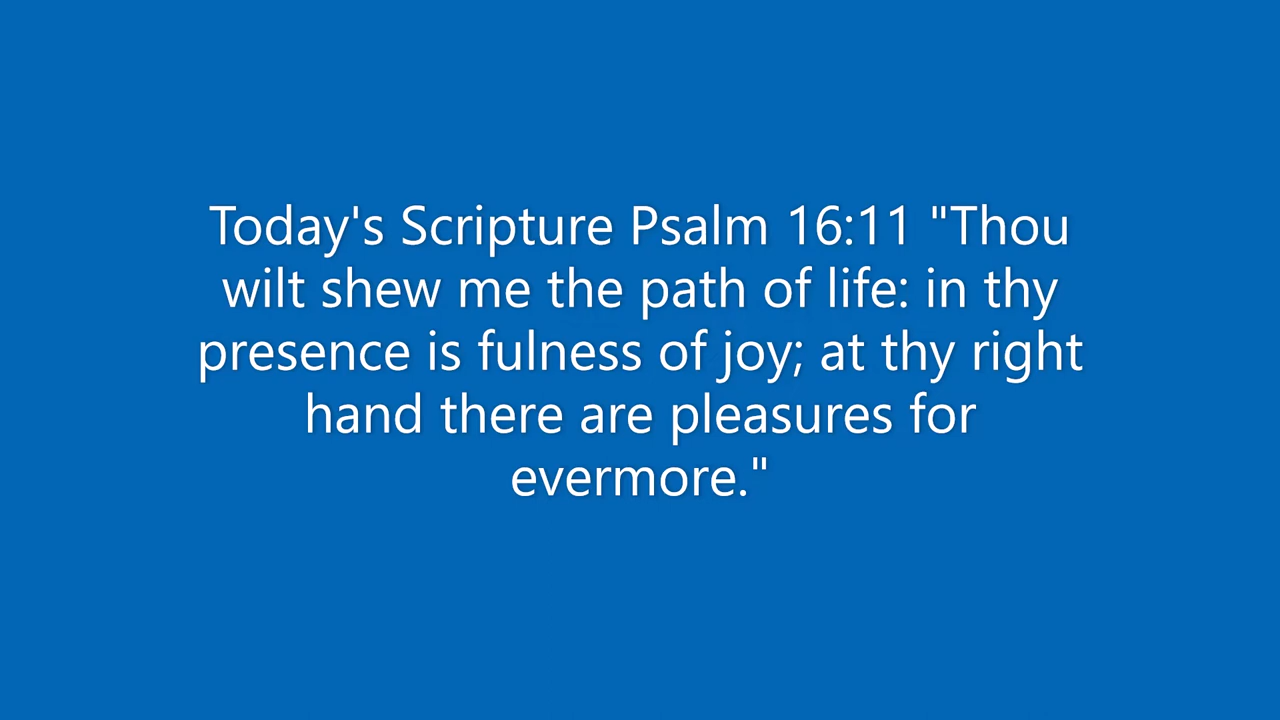 Today's Scripture Psalm 16:11 "Thou
wilt shew me the path of life: in thy
presence is fulness of joy; at thy right
hand there are pleasures for
evermore."